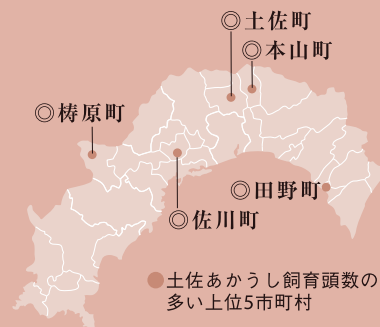 ◎土佐町
◎本山町
◎梼原町
◎田野町
◎佐川町
土佐あかうし飼育頭数の
多い上位5市町村